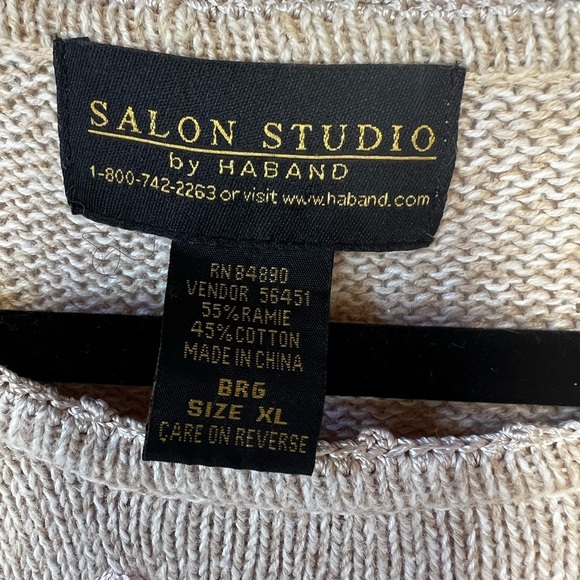 SALON STUDIO
by HABAND
1-800-742-2263 or visit www.haband.com
RN 84890
VENDOR 56451
55% RAMIE
45% COTTON
MADE IN CHINA
BRG
SIZE XL
CARE ON REVERSE